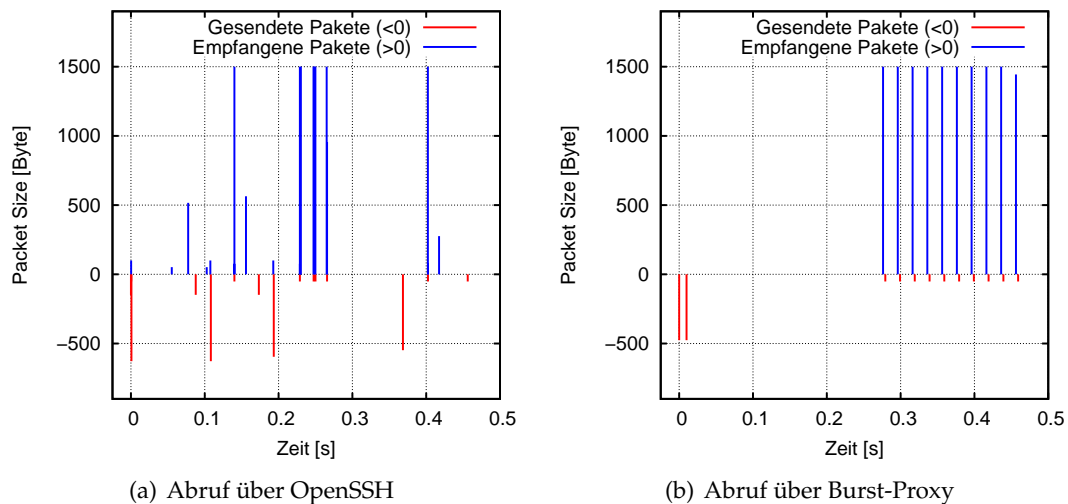 Gesendete Pakete (<0)
Empfangene Pakete (>0)
1500
1000
500
0
−500
Packet Size [Byte]
0 0.1 0.2 0.3 0.4 0.5
Zeit [s]
(a) Abruf über OpenSSH
Gesendete Pakete (<0)
Empfangene Pakete (>0)
1500
1000
500
0
−500
Packet Size [Byte]
0 0.1 0.2 0.3 0.4 0.5
Zeit [s]
(b) Abruf über Burst-Proxy